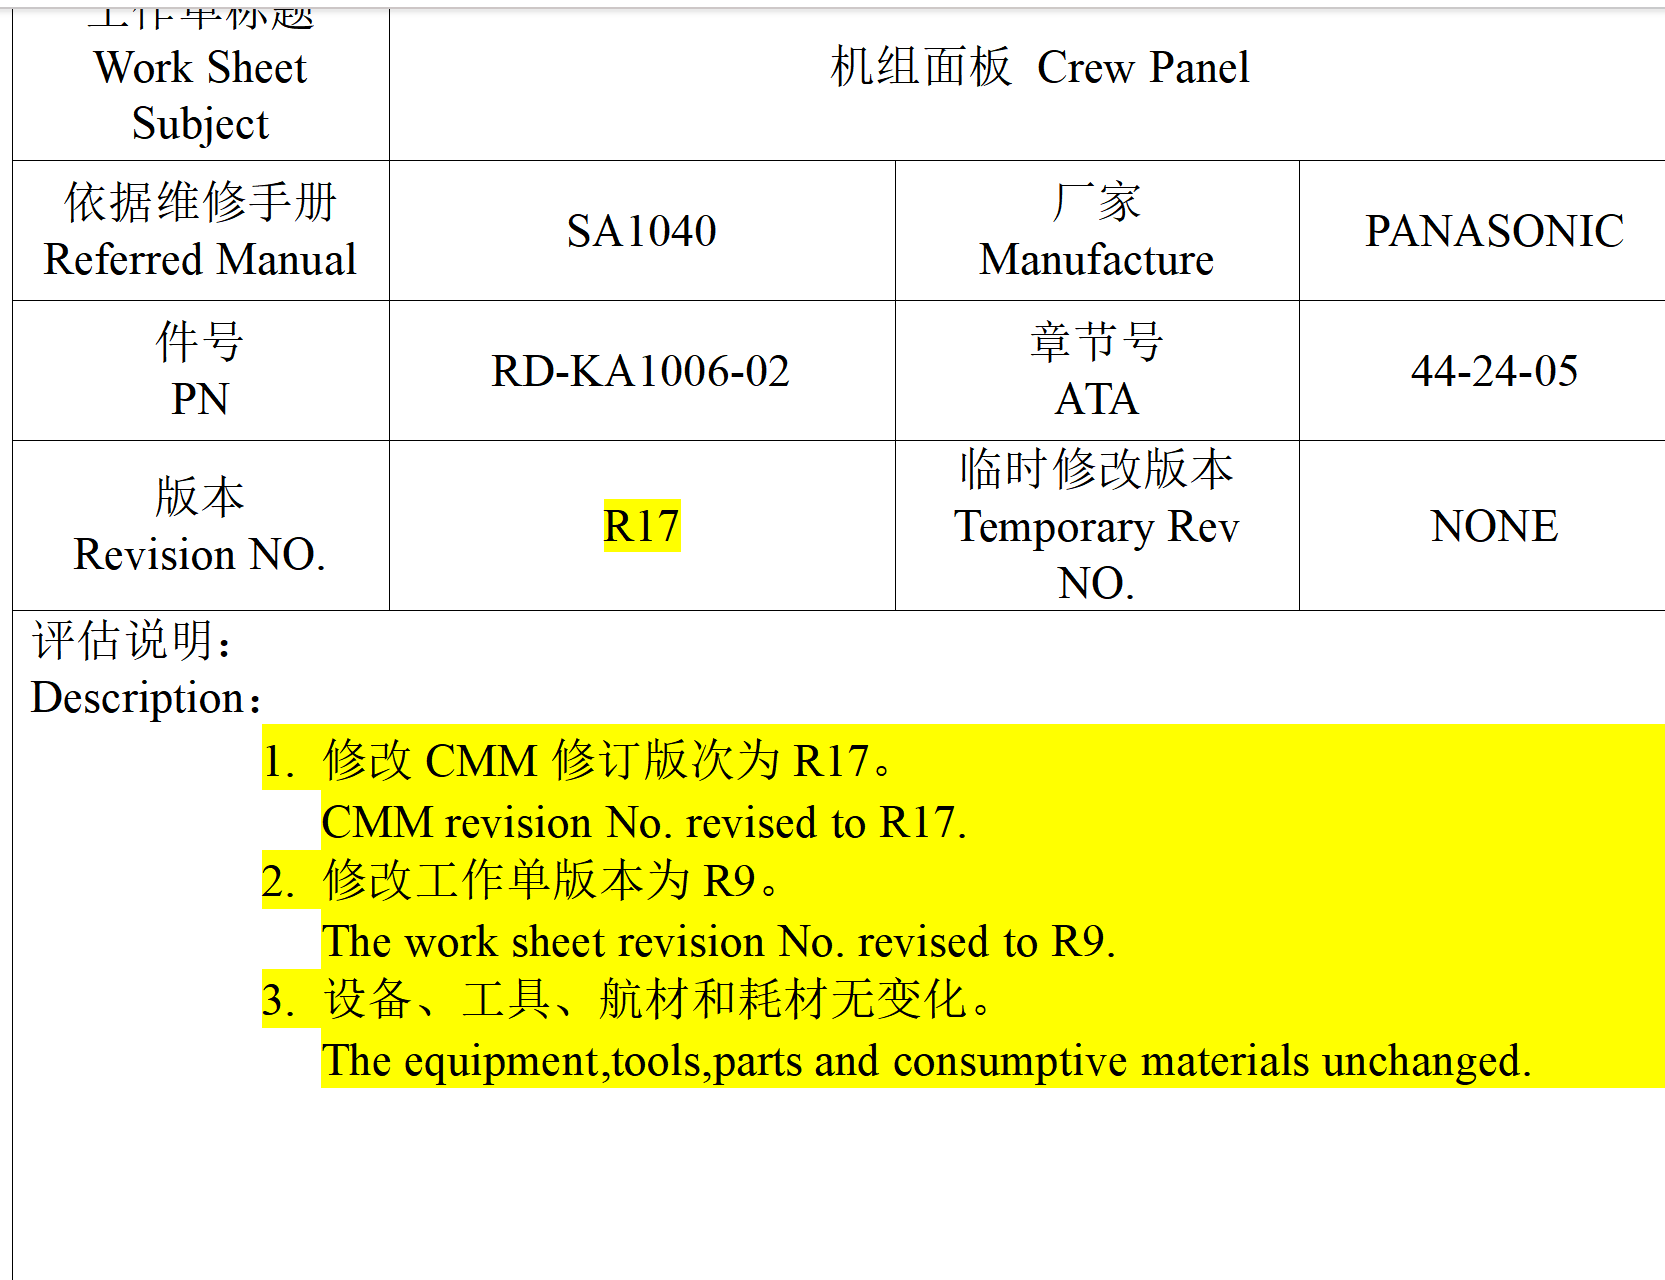 工作单标题
Work Sheet
Subject
机组面板 Crew Panel
依据维修手册
Referred Manual
SA1040
厂家
Manufacture
PANASONIC
件号
PN
RD-KA1006-02
章节号
ATA
44-24-05
版本
Revision NO.
R17
临时修改版本
Temporary Rev
NO.
NONE
评估说明：
Description：
1. 修改 CMM 修订版次为 R17。
CMM revision No. revised to R17.
2. 修改工作单版本为 R9。
The work sheet revision No. revised to R9.
3. 设备、工具、航材和耗材无变化。
The equipment,tools,parts and consumptive materials unchanged.